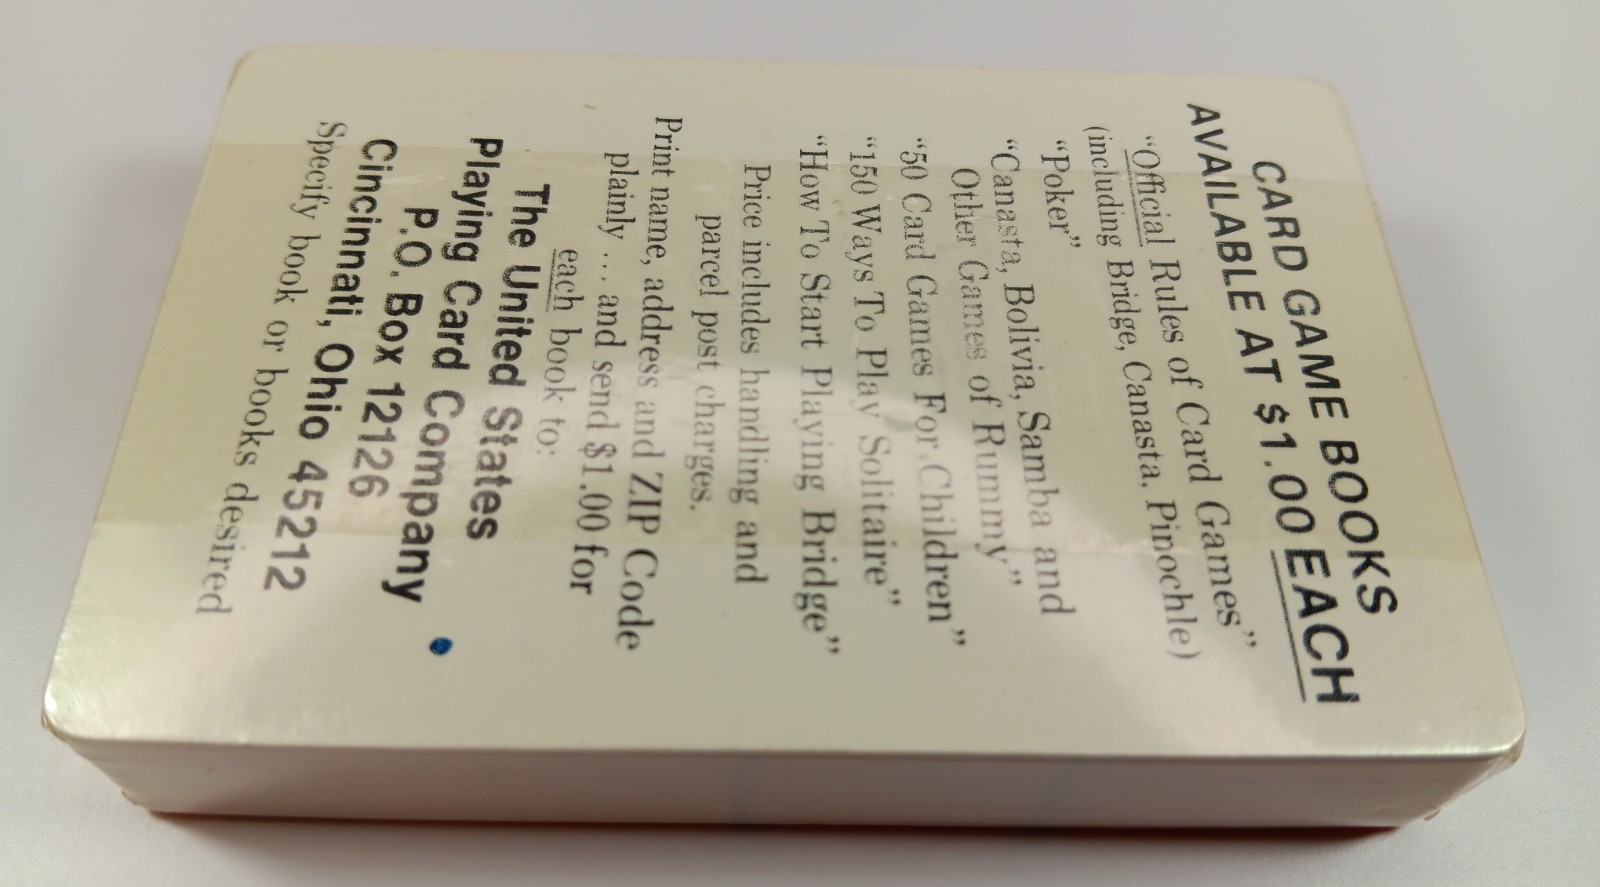 CARD GAME BOOKS
AVAILABLE AT $1.00 EACH
“Official Rules of Card Games”
(including Bridge, Canasta, Pinochle)
“Poker”
“Canasta, Bolivia, Samba and
Other Games of Rummy”
“50 Card Games For Children”
“150 Ways To Play Solitaire”
“How To Start Playing Bridge”
Price includes handling and
parcel post charges.
Print name, address and ZIP Code
plainly ... and send $1.00 for
each book to:
The United States
Playing Card Company
P.O. Box 12126
Cincinnati, Ohio 45212
Specify book or books desired